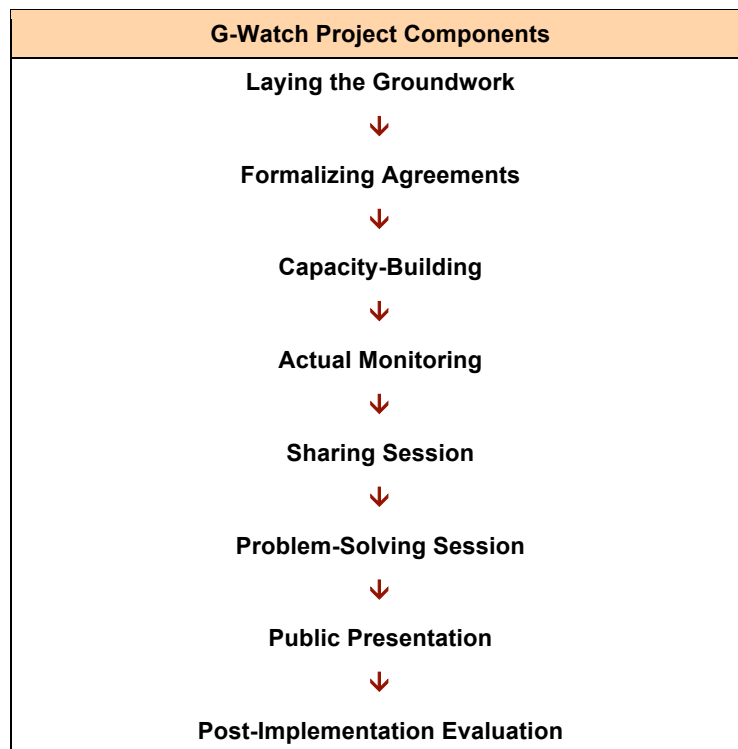 G-Watch Project Components
Laying the Groundwork
↓
Formalizing Agreements
↓
Capacity-Building
↓
Actual Monitoring
↓
Sharing Session
↓
Problem-Solving Session
↓
Public Presentation
↓
Post-Implementation Evaluation